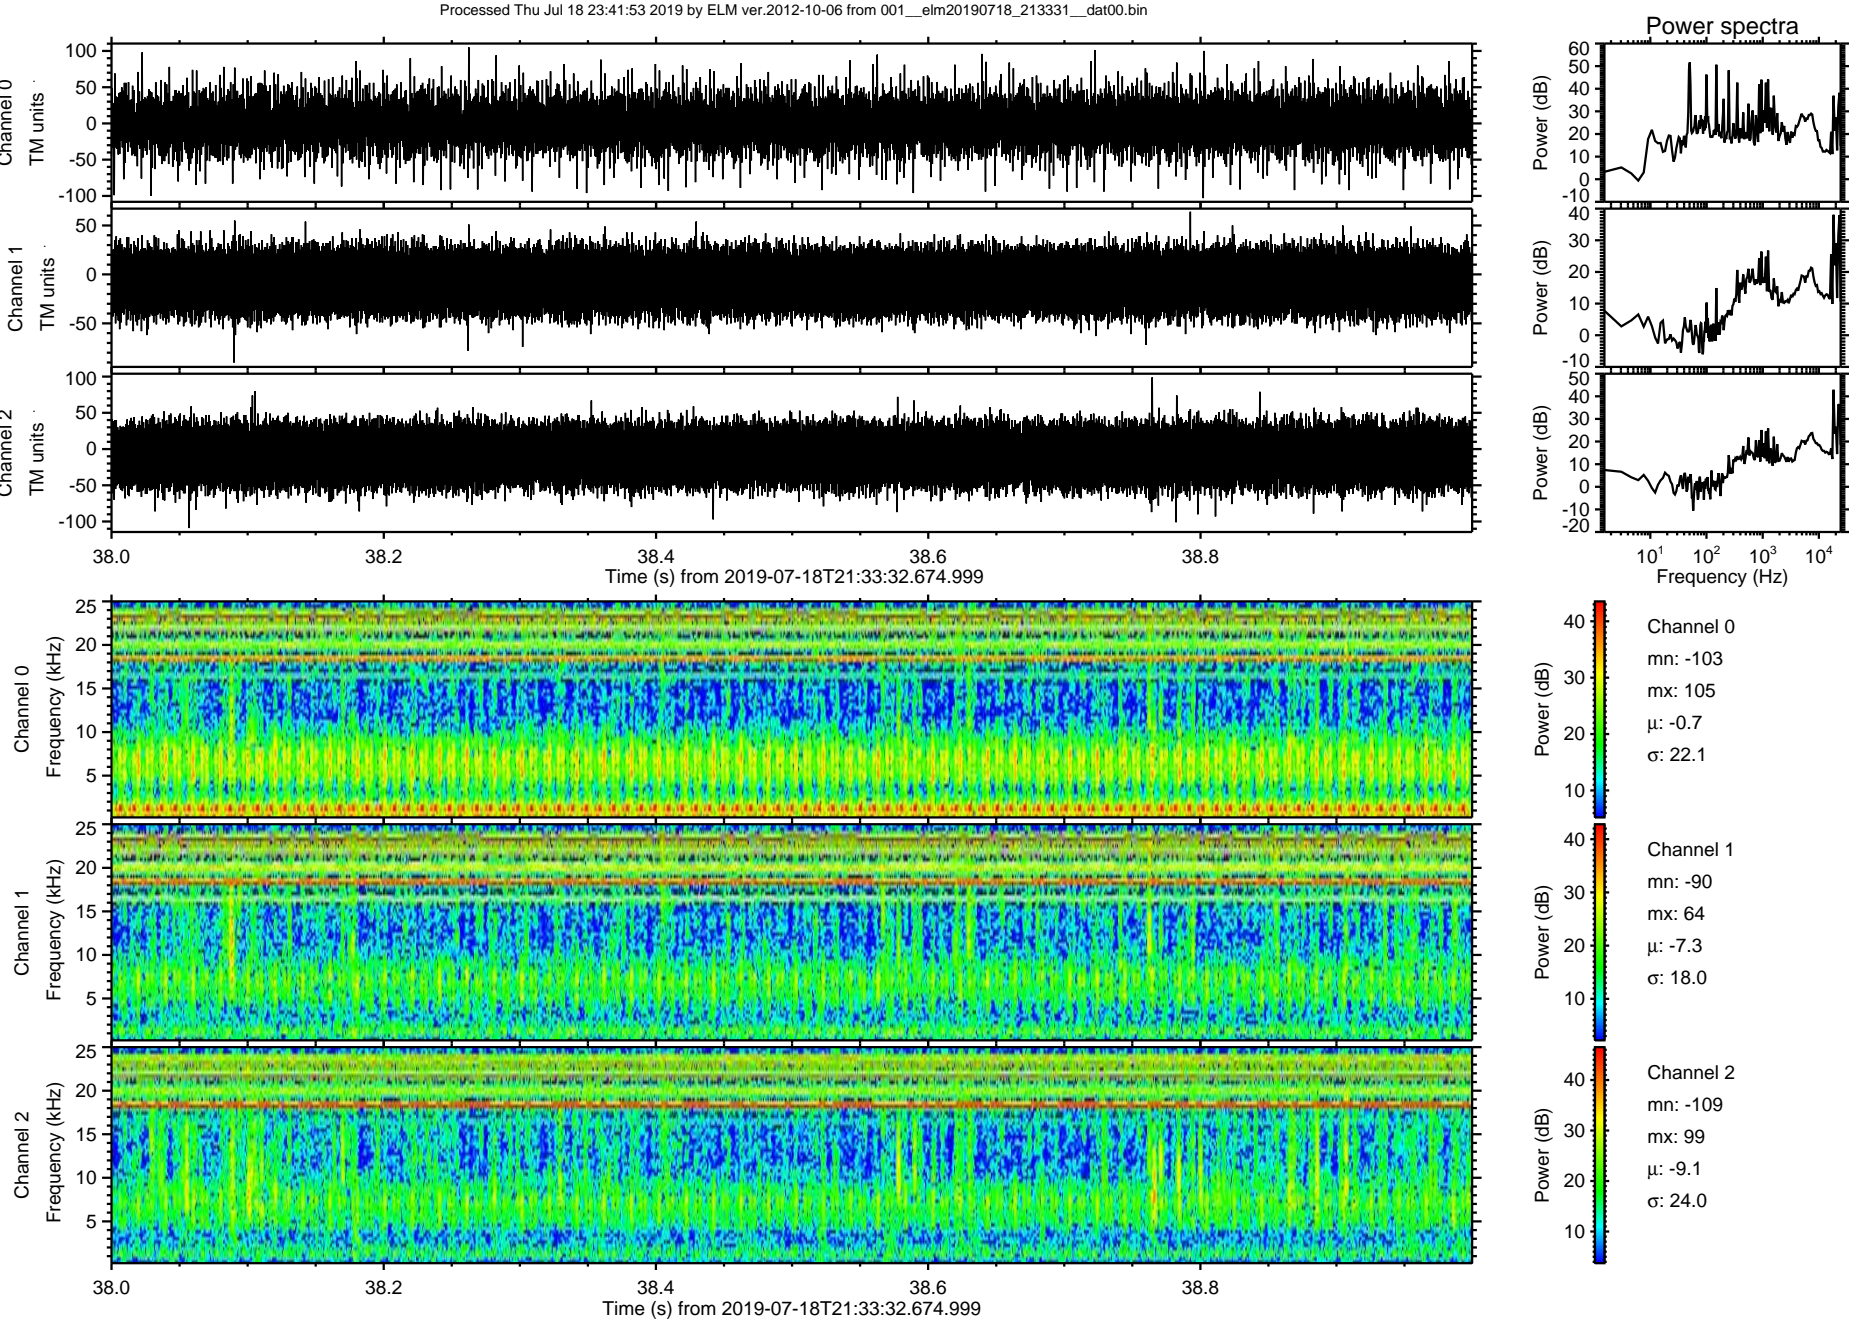 Processed Thu Jul 18 23:41:53 2019 by ELM ver.2012-10-06 from 001__elm20190718_213331__dat00.bin
Power spectra
Channel 0
TM units
100
50
0
-50
-100
Power (dB)
60
50
40
30
20
10
0
-10
Channel 1
TM units
50
0
-50
Power (dB)
40
30
20
10
0
-10
Channel 2
TM units
100
50
0
-50
-100
Power (dB)
50
40
30
20
10
0
-10
-20
38.0 38.2 38.4 38.6 38.8
Time (s) from 2019-07-18T21:33:32.674.999
10¹ 10² 10³ 10⁴
Frequency (Hz)
Channel 0
Frequency (kHz)
25
20
15
10
5
Power (dB)
40
30
20
10
Channel 0
mn: -103
mx: 105
μ: -0.7
σ: 22.1
Channel 1
Frequency (kHz)
25
20
15
10
5
Power (dB)
40
30
20
10
Channel 1
mn: -90
mx: 64
μ: -7.3
σ: 18.0
Channel 2
Frequency (kHz)
25
20
15
10
5
Power (dB)
40
30
20
10
Channel 2
mn: -109
mx: 99
μ: -9.1
σ: 24.0
38.0 38.2 38.4 38.6 38.8
Time (s) from 2019-07-18T21:33:32.674.999